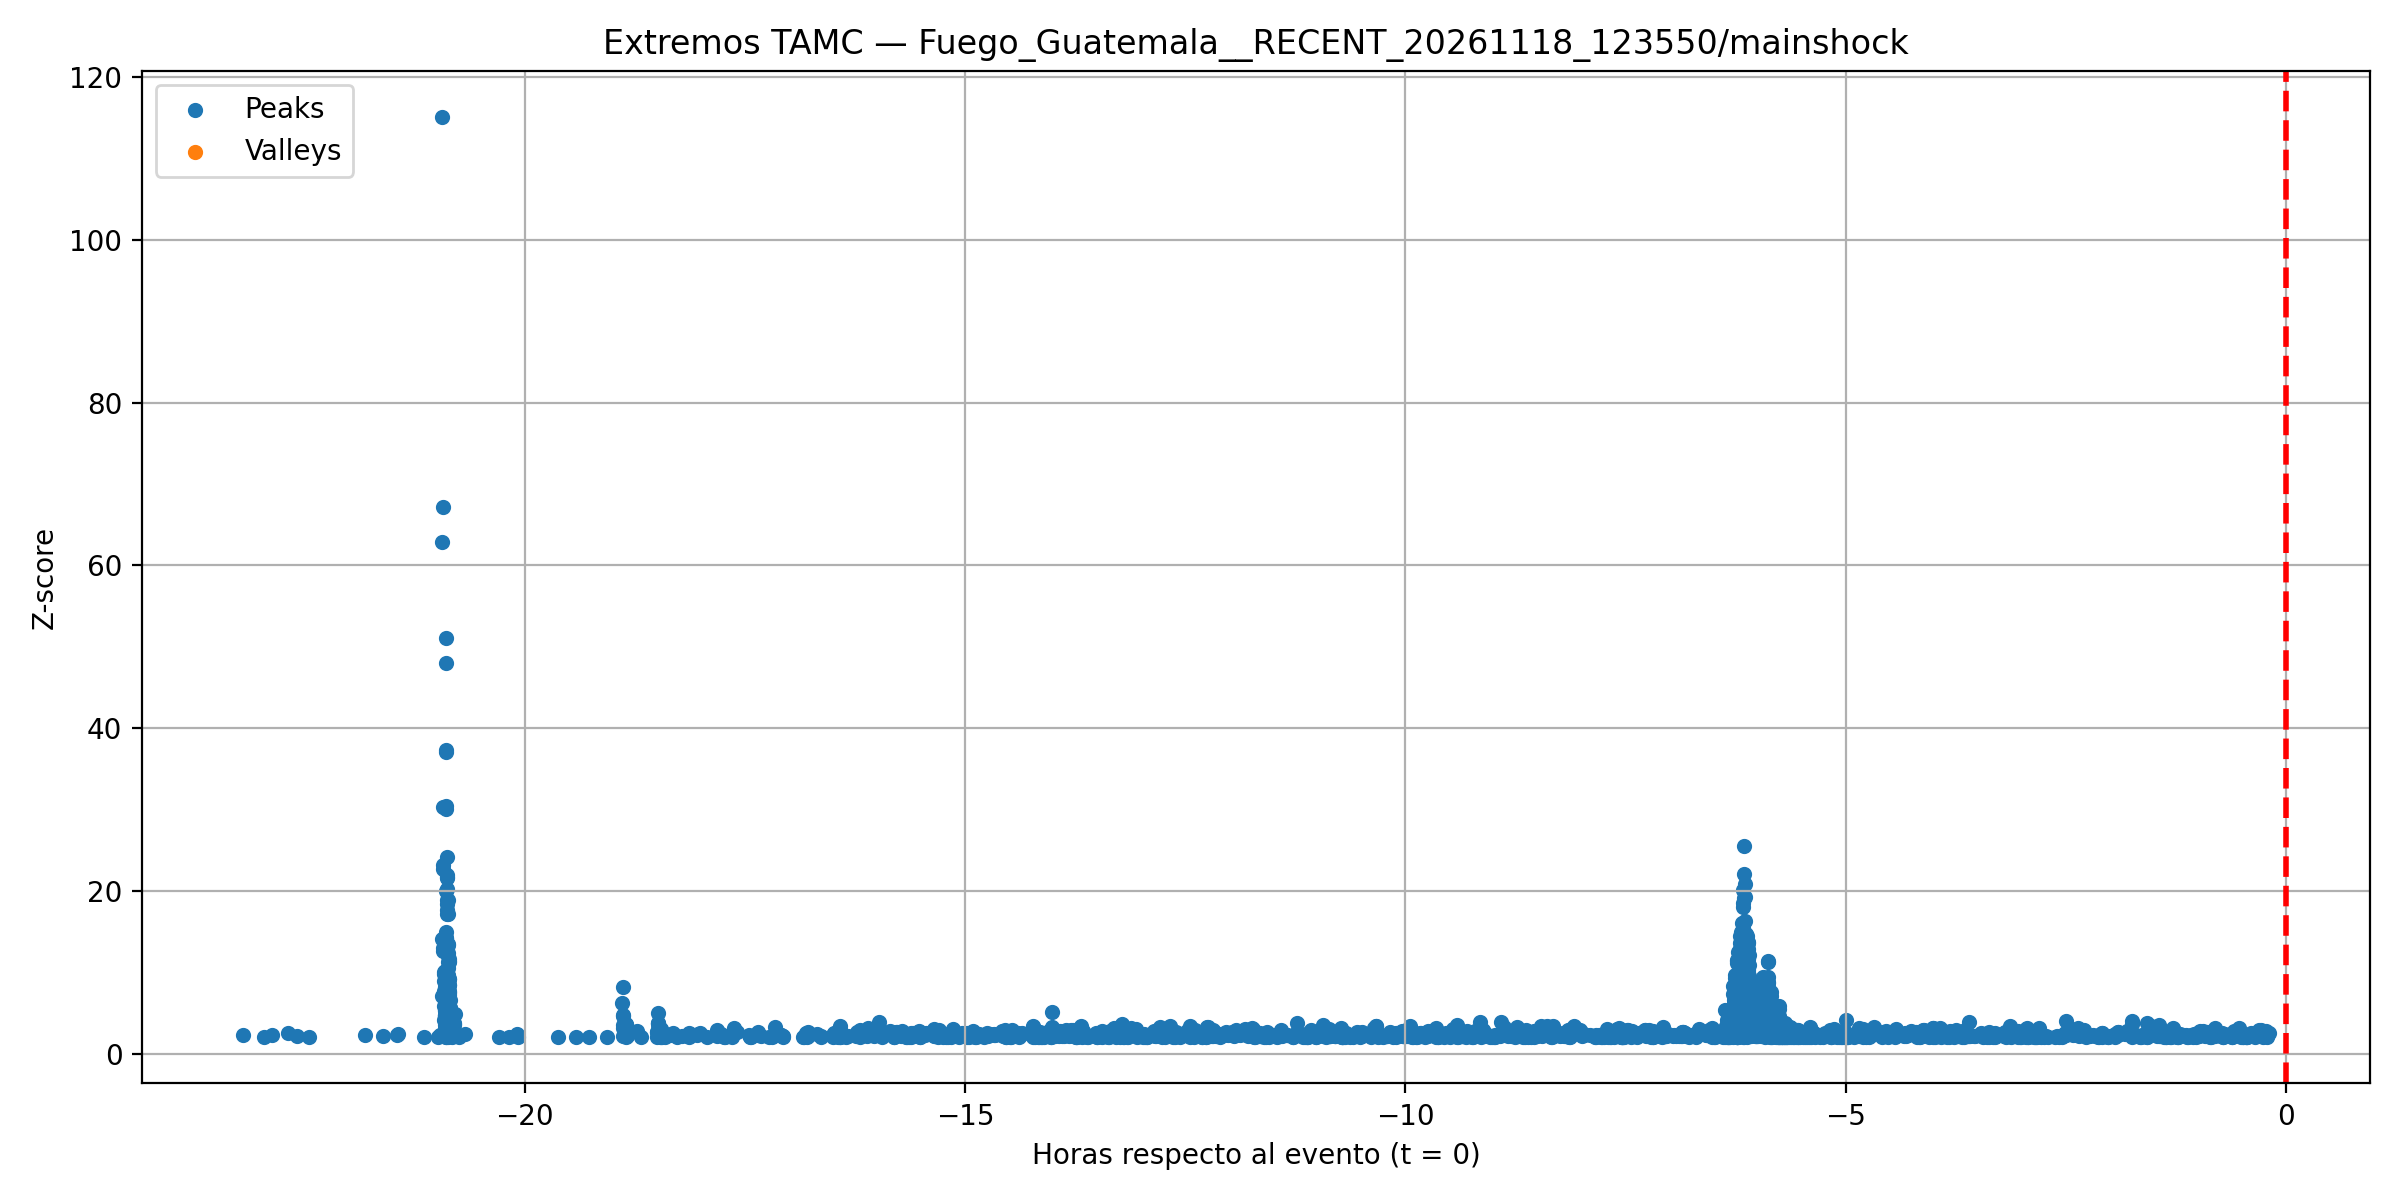 Extremos TAMC — Fuego_Guatemala__RECENT_20261118_123550/mainshock
Peaks
Valleys
120
100
80
60
40
20
0
Z-score
−20
−15
−10
−5
0
Horas respecto al evento (t = 0)